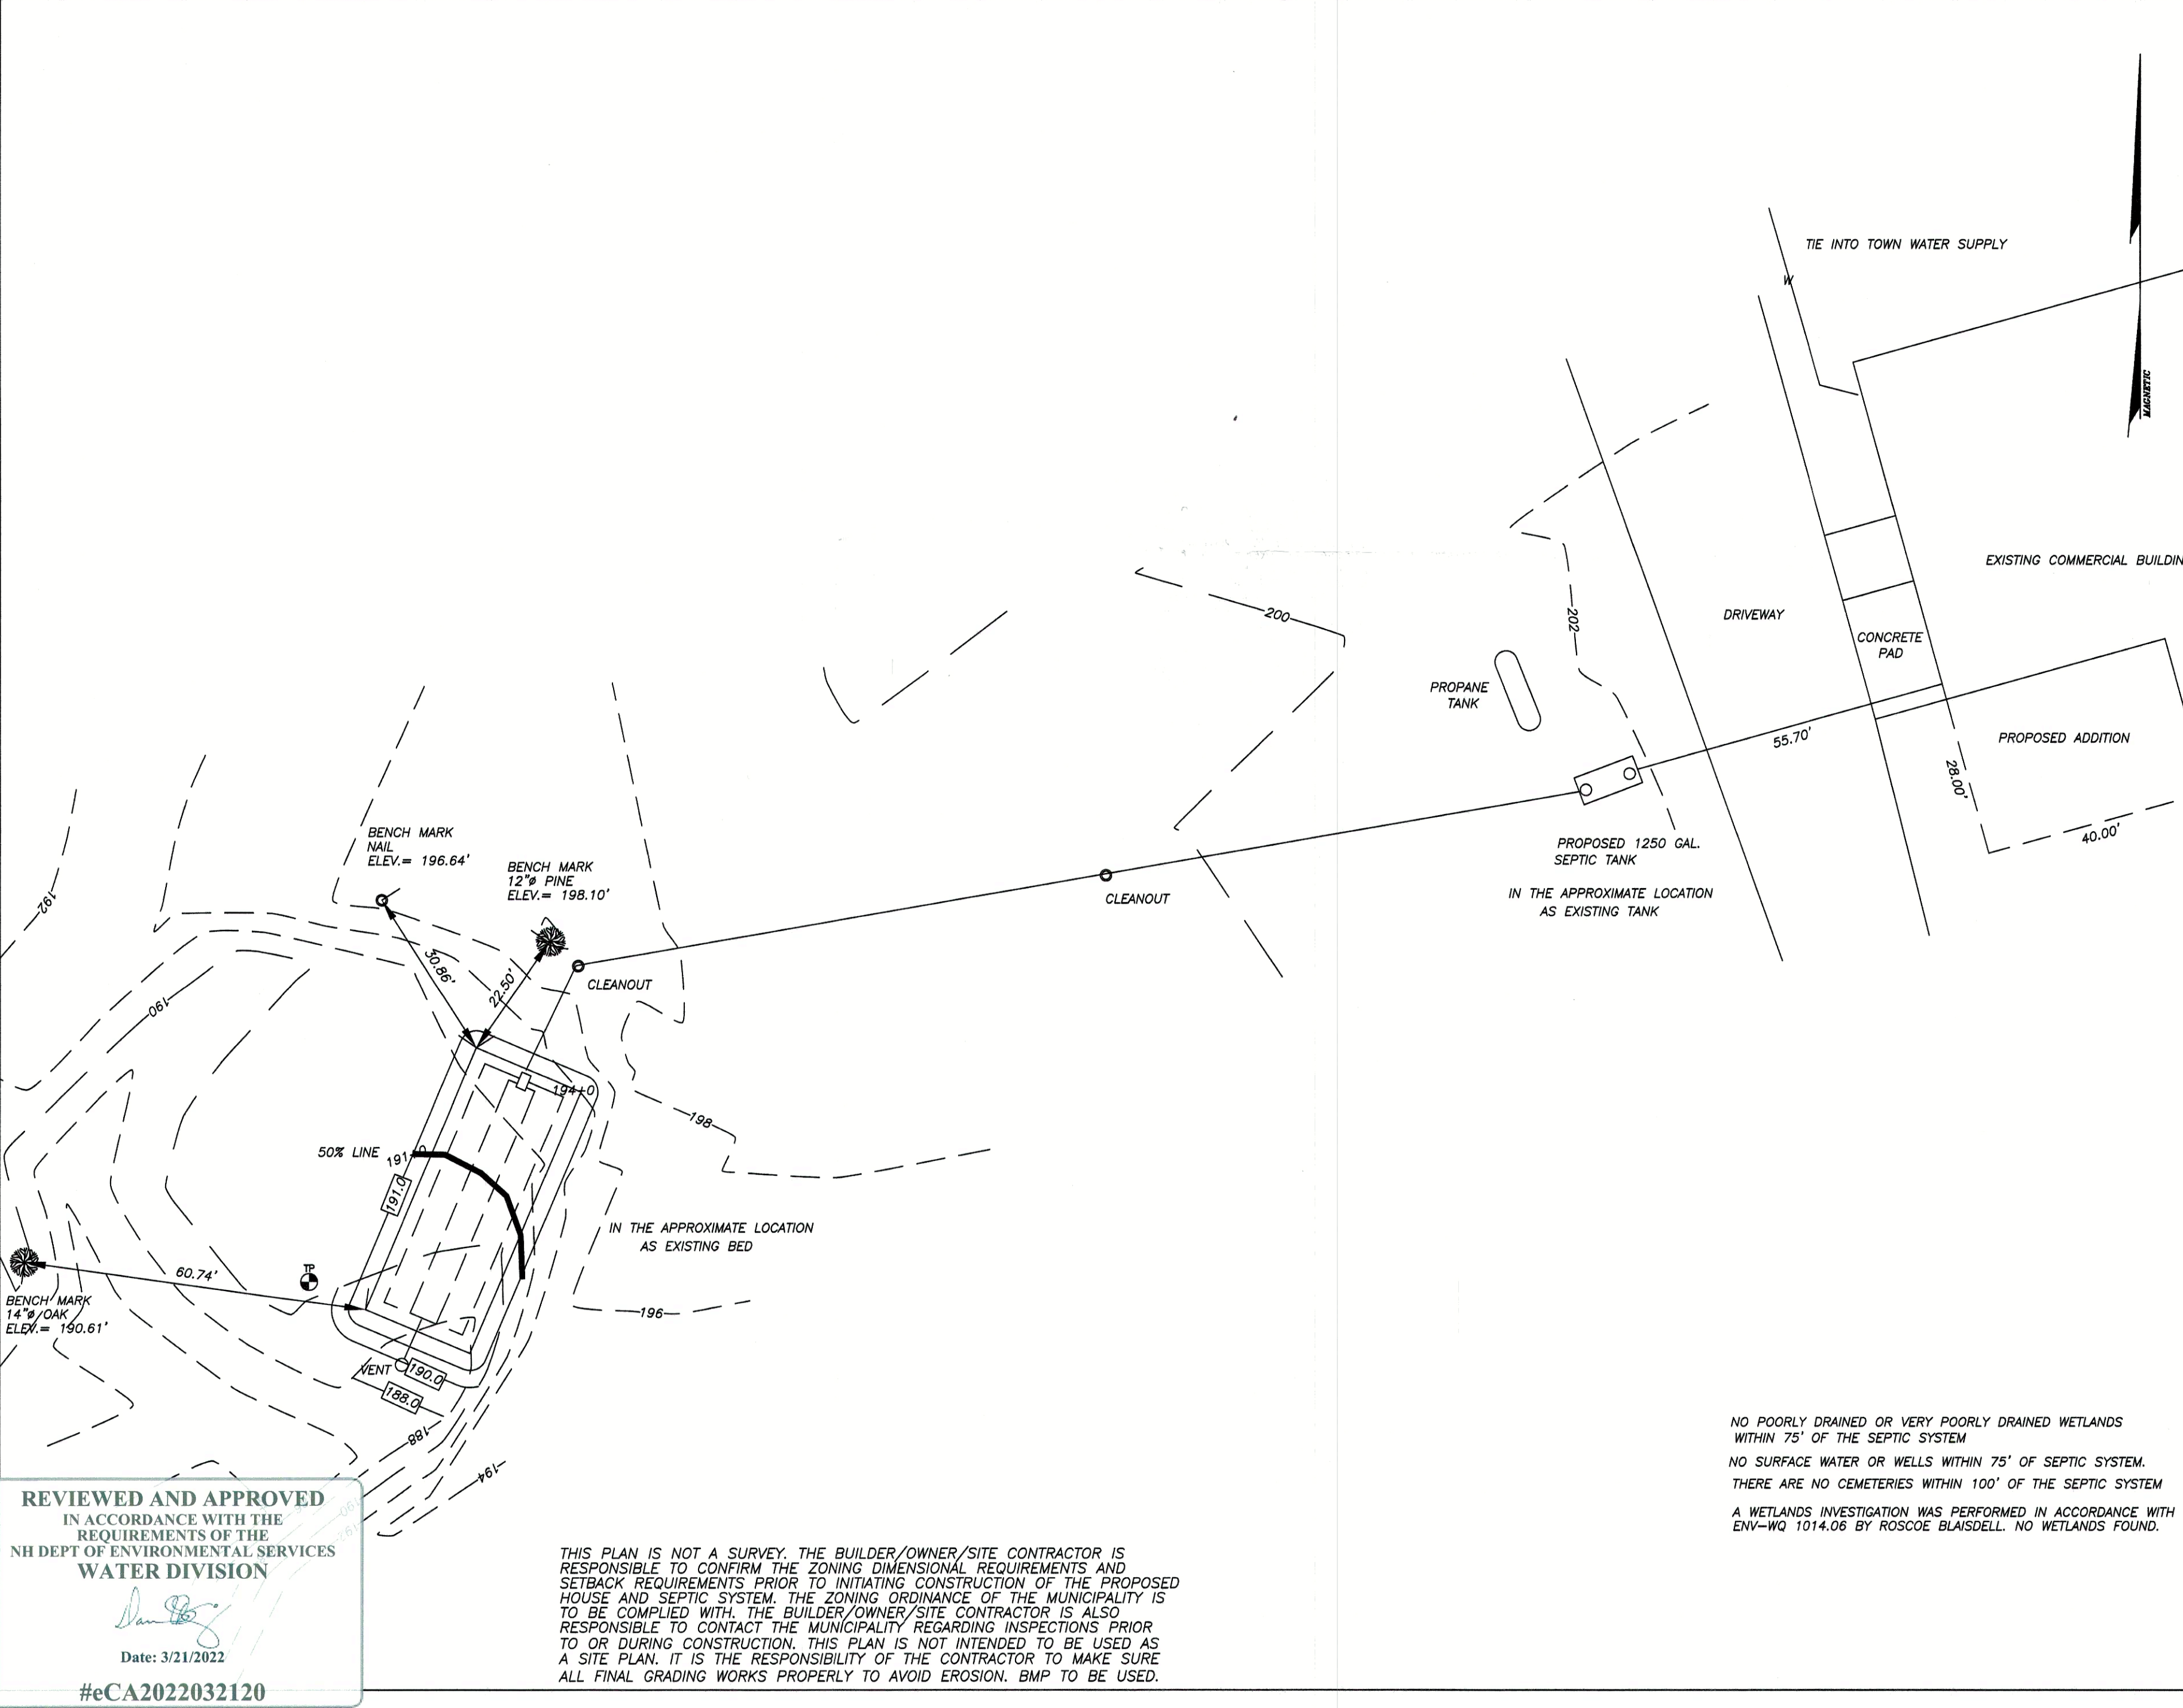 TIE INTO TOWN WATER SUPPLY
W
MAGNETIC
EXISTING COMMERCIAL BUILDIN
DRIVEWAY
CONCRETE
PAD
200
202
PROPANE
TANK
55.70'
PROPOSED ADDITION
28.00'
40.00'
PROPOSED 1250 GAL.
SEPTIC TANK
IN THE APPROXIMATE LOCATION
AS EXISTING TANK
CLEANOUT
BENCH MARK
NAIL
ELEV.= 196.64'
BENCH MARK
12"ø PINE
ELEV.= 198.10'
192
30.86'
22.50'
CLEANOUT
190
194+0
198
50% LINE
191+0
191.0
IN THE APPROXIMATE LOCATION
AS EXISTING BED
TP
60.74'
BENCH MARK
14"ø OAK
ELEV.= 190.61'
196
VENT
190.0
188.0
188
194
190
192
REVIEWED AND APPROVED
IN ACCORDANCE WITH THE
REQUIREMENTS OF THE
NH DEPT OF ENVIRONMENTAL SERVICES
WATER DIVISION
Date: 3/21/2022
#eCA2022032120
THIS PLAN IS NOT A SURVEY. THE BUILDER/OWNER/SITE CONTRACTOR IS
RESPONSIBLE TO CONFIRM THE ZONING DIMENSIONAL REQUIREMENTS AND
SETBACK REQUIREMENTS PRIOR TO INITIATING CONSTRUCTION OF THE PROPOSED
HOUSE AND SEPTIC SYSTEM. THE ZONING ORDINANCE OF THE MUNICIPALITY IS
TO BE COMPLIED WITH. THE BUILDER/OWNER/SITE CONTRACTOR IS ALSO
RESPONSIBLE TO CONTACT THE MUNICIPALITY REGARDING INSPECTIONS PRIOR
TO OR DURING CONSTRUCTION. THIS PLAN IS NOT INTENDED TO BE USED AS
A SITE PLAN. IT IS THE RESPONSIBILITY OF THE CONTRACTOR TO MAKE SURE
ALL FINAL GRADING WORKS PROPERLY TO AVOID EROSION. BMP TO BE USED.
NO POORLY DRAINED OR VERY POORLY DRAINED WETLANDS
WITHIN 75' OF THE SEPTIC SYSTEM
NO SURFACE WATER OR WELLS WITHIN 75' OF SEPTIC SYSTEM.
THERE ARE NO CEMETERIES WITHIN 100' OF THE SEPTIC SYSTEM
A WETLANDS INVESTIGATION WAS PERFORMED IN ACCORDANCE WITH
ENV-WQ 1014.06 BY ROSCOE BLAISDELL. NO WETLANDS FOUND.